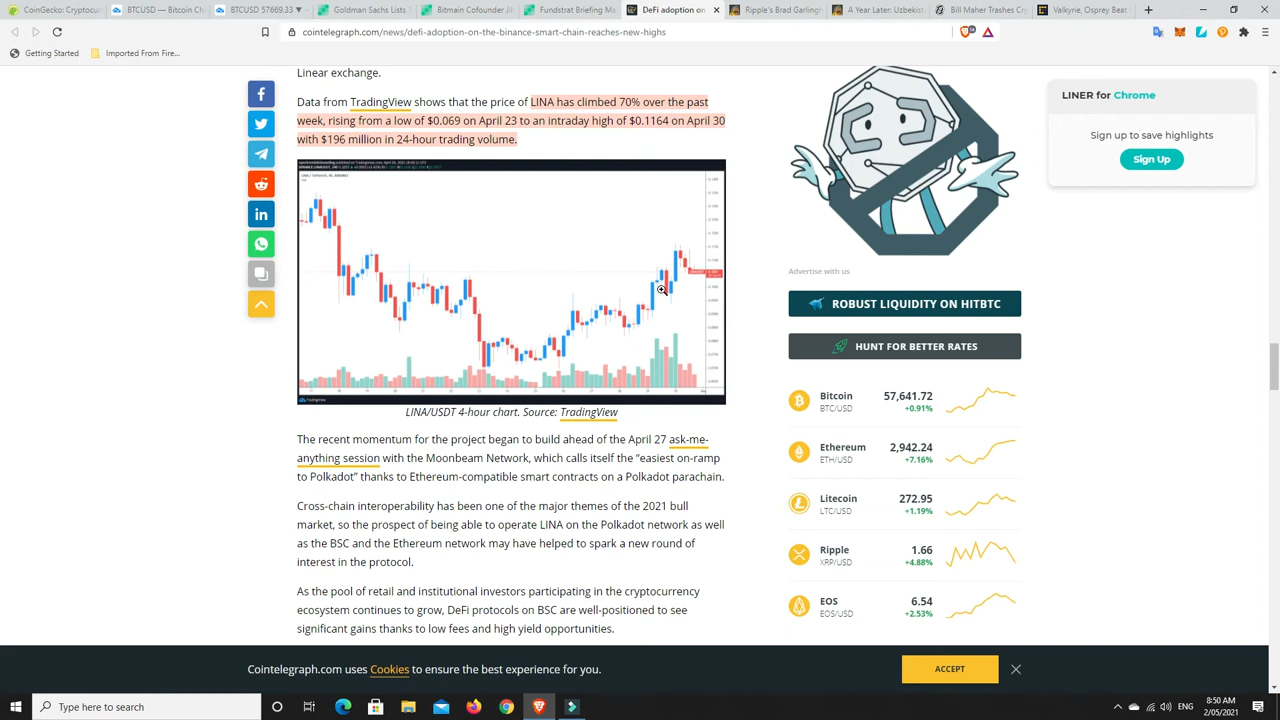 CoinGecko: Cryptocu
BTCUSD — Bitcoin Ch
BTCUSD 57669.33 ▼
Goldman Sachs Lists
Bitmain Cofounder Jih
Fundstrat Briefing Ma
DeFi adoption on
Ripple's Brad Garling
A Year Later: Uzbekist
Bill Maher Trashes Cry
Valkyrie, Osprey Beat
cointelegraph.com/news/defi-adoption-on-the-binance-smart-chain-reaches-new-highs
Getting Started
Imported From Fire...
Linear exchange.
Data from TradingView shows that the price of LINA has climbed 70% over the past
week, rising from a low of $0.069 on April 23 to an intraday high of $0.1164 on April 30
with $196 million in 24-hour trading volume.
TradingView
LINA/USDT 4-hour chart. Source: TradingView
The recent momentum for the project began to build ahead of the April 27 ask-me-
anything session with the Moonbeam Network, which calls itself the "easiest on-ramp
to Polkadot" thanks to Ethereum-compatible smart contracts on a Polkadot parachain.
Cross-chain interoperability has been one of the major themes of the 2021 bull
market, so the prospect of being able to operate LINA on the Polkadot network as well
as the BSC and the Ethereum network may have helped to spark a new round of
interest in the protocol.
As the pool of retail and institutional investors participating in the cryptocurrency
ecosystem continues to grow, DeFi protocols on BSC are well-positioned to see
significant gains thanks to low fees and high yield opportunities.
Advertise with us
ROBUST LIQUIDITY ON HITBTC
HUNT FOR BETTER RATES
Bitcoin 57,641.72
BTC/USD +0.91%
Ethereum 2,942.24
ETH/USD +7.16%
Litecoin 272.95
LTC/USD +1.19%
Ripple 1.66
XRP/USD +4.88%
EOS 6.54
EOS/USD +2.53%
LINER for Chrome
Sign up to save highlights
Sign Up
Cointelegraph.com uses Cookies to ensure the best experience for you.
ACCEPT
Type here to search
ENG
8:50 AM
2/05/2021